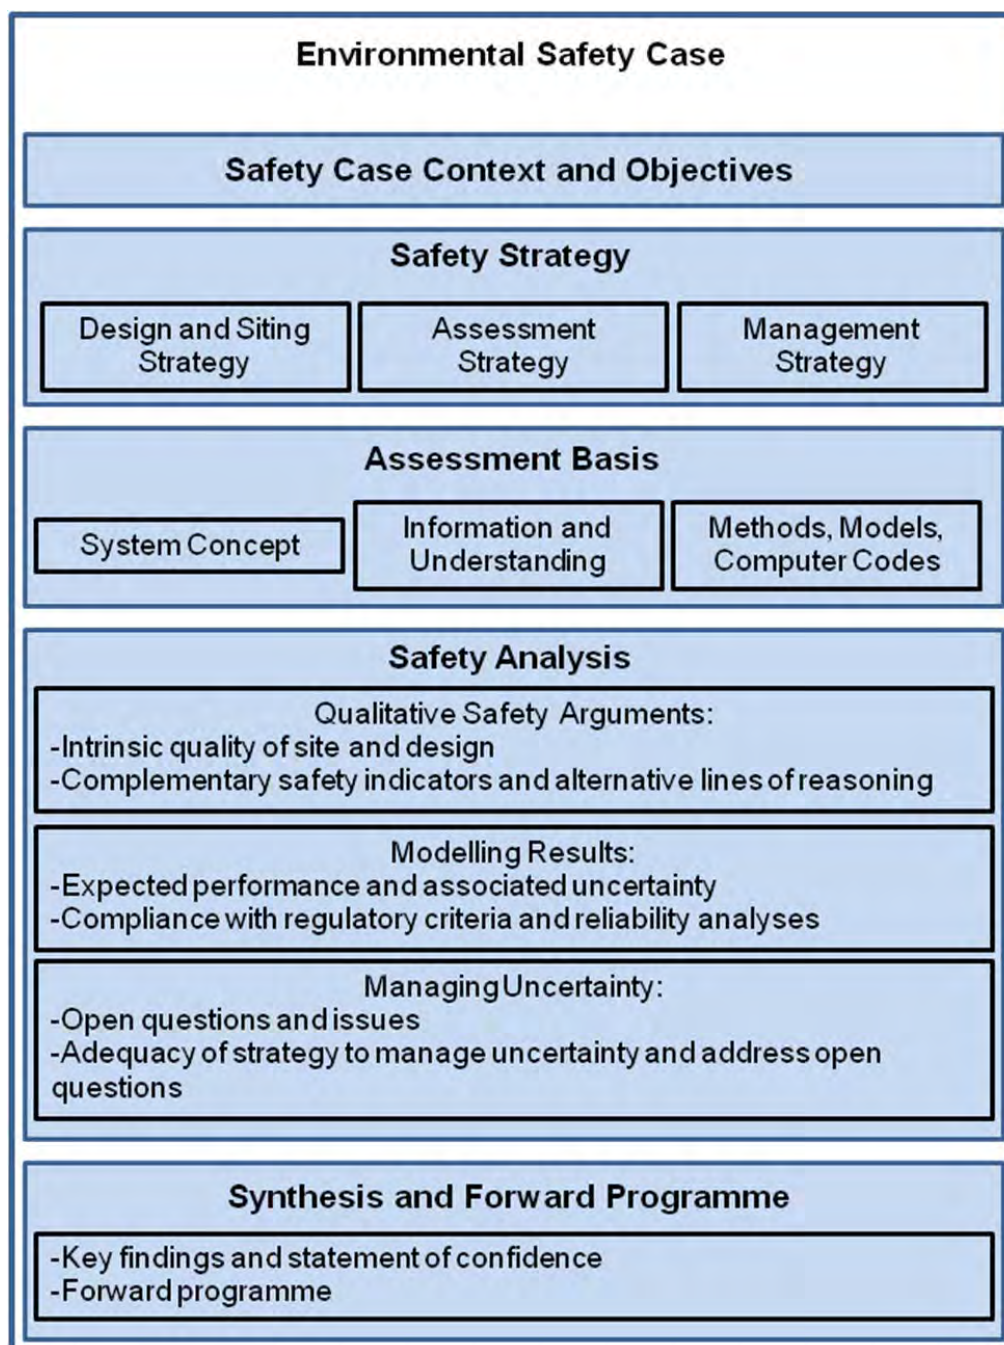 Environmental Safety Case
Safety Case Context and Objectives
Safety Strategy
Design and Siting
Strategy
Assessment
Strategy
Management
Strategy
Assessment Basis
System Concept
Information and
Understanding
Methods, Models,
Computer Codes
Safety Analysis
Qualitative Safety Arguments:
-Intrinsic quality of site and design
-Complementary safety indicators and alternative lines of reasoning
Modelling Results:
-Expected performance and associated uncertainty
-Compliance with regulatory criteria and reliability analyses
Managing Uncertainty:
-Open questions and issues
-Adequacy of strategy to manage uncertainty and address open
questions
Synthesis and Forward Programme
-Key findings and statement of confidence
-Forward programme